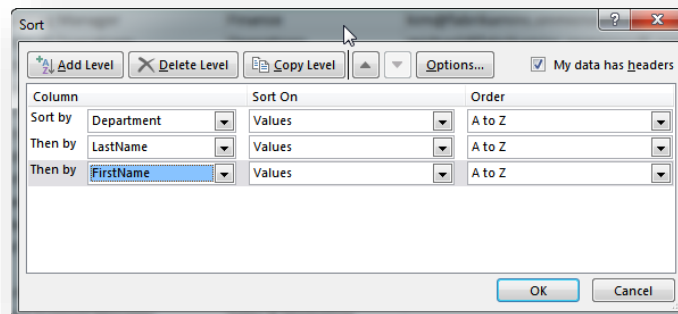 Sort
Add Level Delete Level Copy Level Options... My data has headers
Column Sort On Order
Sort by Department Values A to Z
Then by LastName Values A to Z
Then by FirstName Values A to Z
OK Cancel